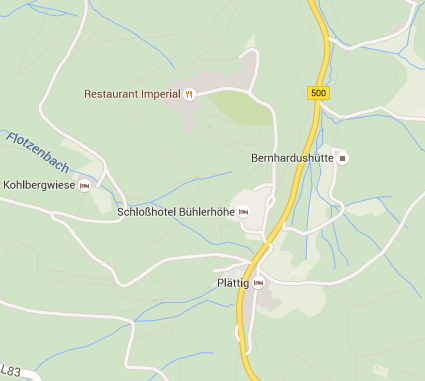 Restaurant Imperial
500
Flotzenbach
Bernhardushütte
Kohlbergwiese
Schloßhotel Bühlerhöhe
Plättig
L83